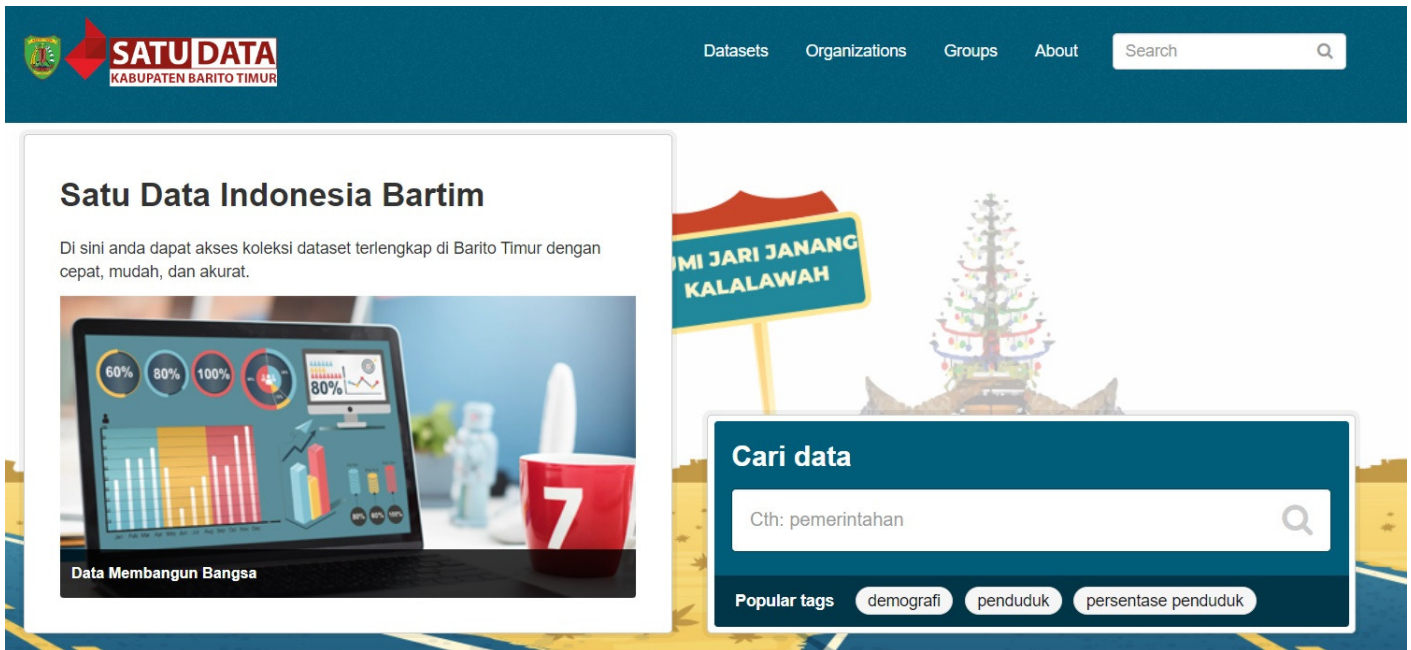 SATU DATA
KABUPATEN BARITO TIMUR
Datasets
Organizations
Groups
About
Search
Satu Data Indonesia Bartim
Di sini anda dapat akses koleksi dataset terlengkap di Barito Timur dengan
cepat, mudah, dan akurat.
60%
80%
100%
80%
7
Data Membangun Bangsa
JARI JANANG
KALALAWAH
Cari data
Cth: pemerintahan
Popular tags
demografi
penduduk
persentase penduduk